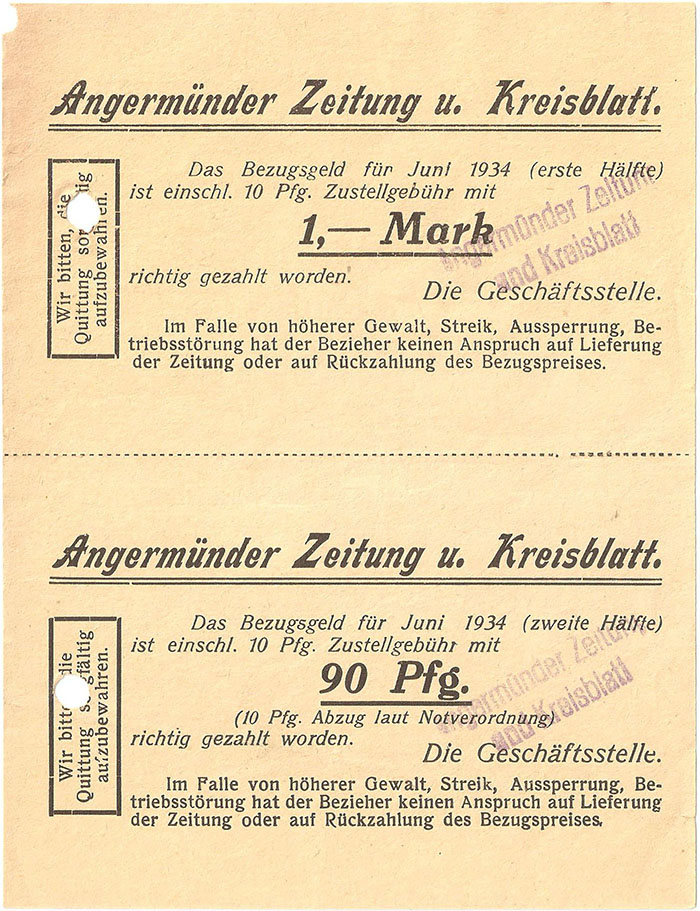 Angermünder Zeitung u. Kreisblatt.
Wir bitten, die
Quittung
aufzubewahren.
Das Bezugsgeld für Juni 1934 (erste Hälfte)
ist einschl. 10 Pfg. Zustellgebühr mit
1,— Mark
richtig gezahlt worden.
Angermünder Zeitung
und Kreisblatt
Die Geschäftsstelle.
Im Falle von höherer Gewalt, Streik, Aussperrung, Be-
triebsstörung hat der Bezieher keinen Anspruch auf Lieferung
der Zeitung oder auf Rückzahlung des Bezugspreises.
Angermünder Zeitung u. Kreisblatt.
Wir bitten, die
Quittung sorgfältig
aufzubewahren.
Das Bezugsgeld für Juni 1934 (zweite Hälfte)
ist einschl. 10 Pfg. Zustellgebühr mit
90 Pfg.
(10 Pfg. Abzug laut Notverordnung)
richtig gezahlt worden.
Angermünder Zeitung
und Kreisblatt
Die Geschäftsstelle.
Im Falle von höherer Gewalt, Streik, Aussperrung, Be-
triebsstörung hat der Bezieher keinen Anspruch auf Lieferung
der Zeitung oder auf Rückzahlung des Bezugspreises.